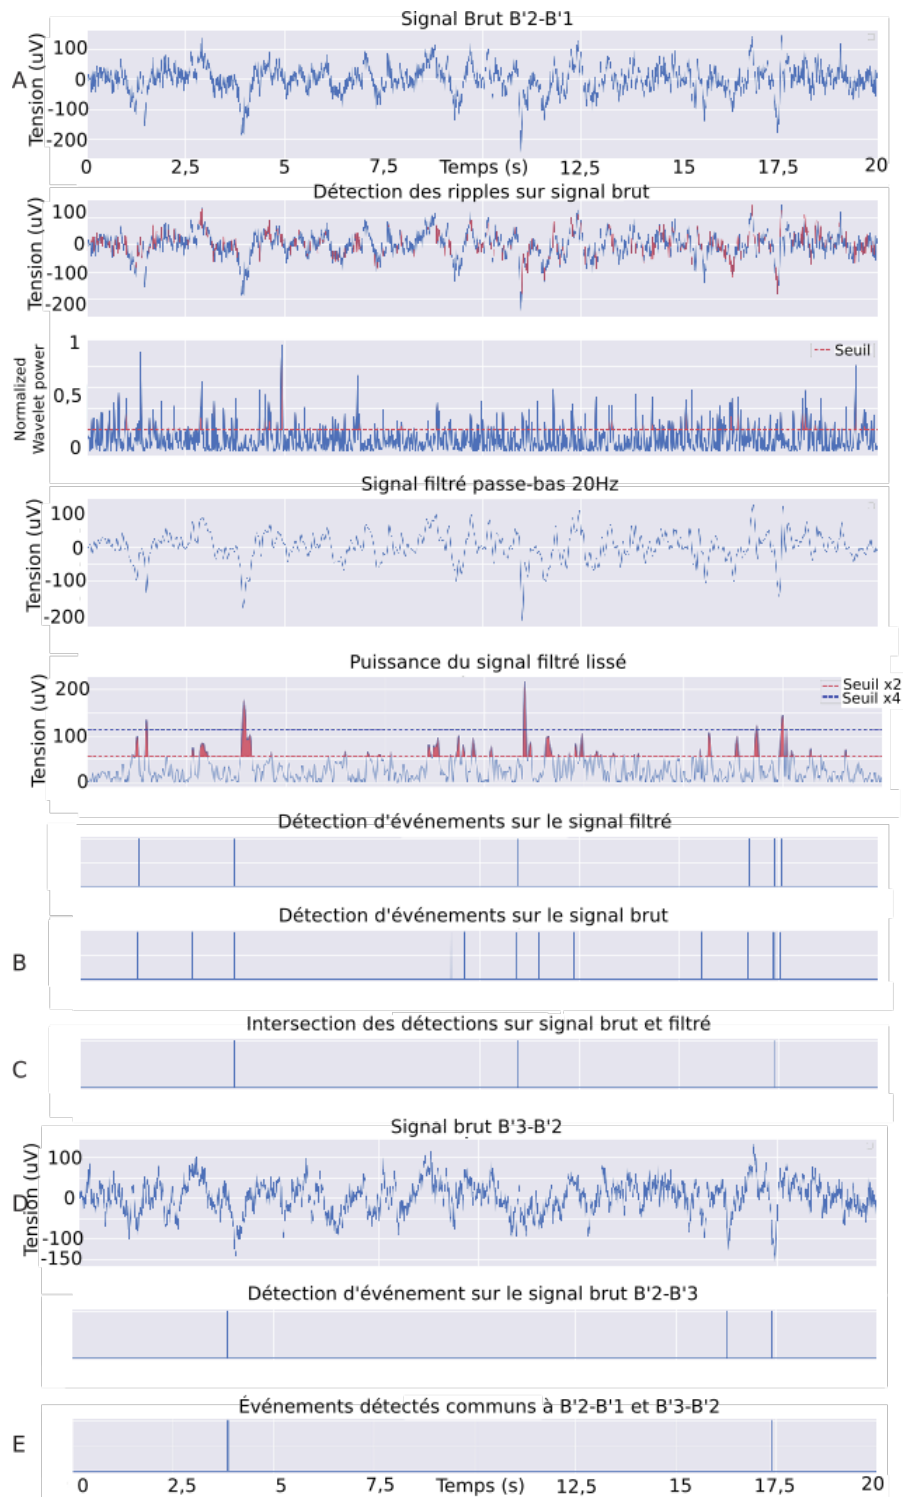 Signal Brut B'2-B'1
A
Tension (uV)
100
0
-100
-200
0 2,5 5 7,5 Temps (s) 12,5 15 17,5 20
Détection des ripples sur signal brut
Tension (uV)
100
0
-100
-200
Normalized
Wavelet power
1
0.5
0
Seuil
Signal filtré passe-bas 20Hz
Tension (uV)
100
0
-100
-200
Puissance du signal filtré lissé
Tension (uV)
200
100
0
Seuil x2
Seuil x4
Détection d'événements sur le signal filtré
Détection d'événements sur le signal brut
B
Intersection des détections sur signal brut et filtré
C
Signal brut B'3-B'2
D
Tension (uV)
100
0
-100
-150
Détection d'événement sur le signal brut B'2-B'3
Événements détectés communs à B'2-B'1 et B'3-B'2
E
0 2,5 5 7,5 Temps (s) 12,5 15 17,5 20